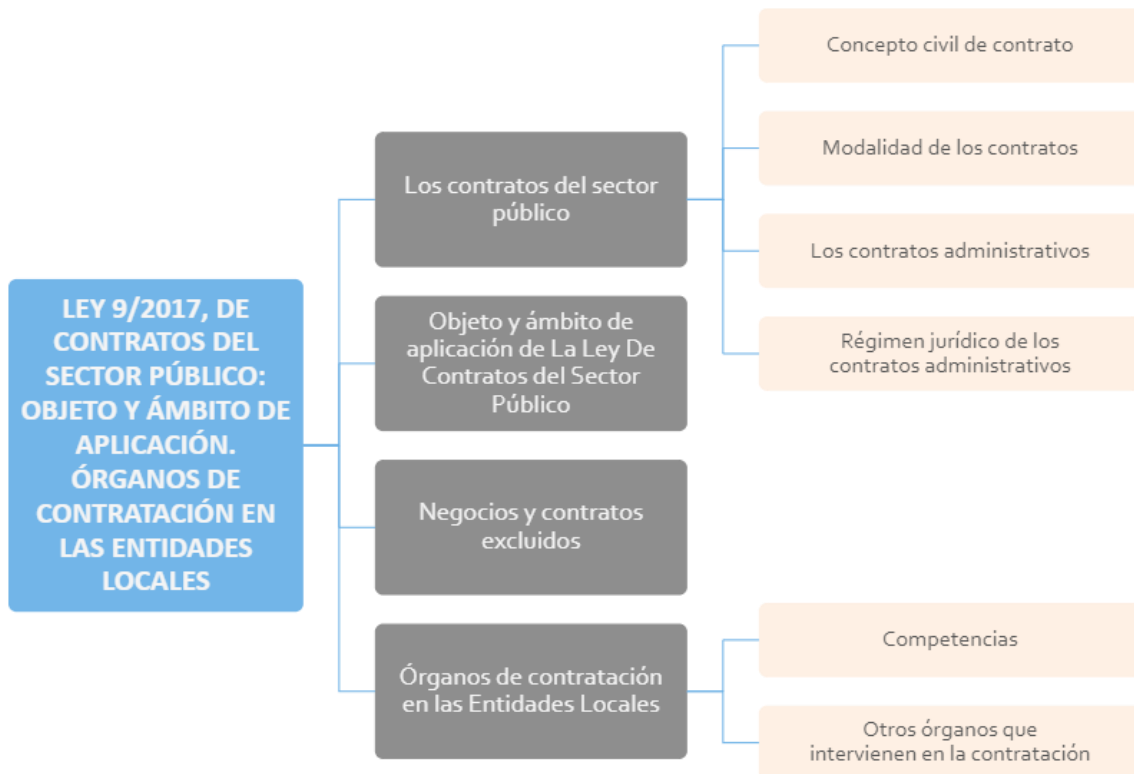 LEY 9/2017, DE
CONTRATOS DEL
SECTOR PÚBLICO:
OBJETO Y ÁMBITO DE
APLICACIÓN.
ÓRGANOS DE
CONTRATACIÓN EN
LAS ENTIDADES
LOCALES
Los contratos del sector
público
Concepto civil de contrato
Modalidad de los contratos
Los contratos administrativos
Régimen jurídico de los
contratos administrativos
Objeto y ámbito de
aplicación de La Ley De
Contratos del Sector
Público
Negocios y contratos
excluidos
Órganos de contratación
en las Entidades Locales
Competencias
Otros órganos que
intervienen en la contratación